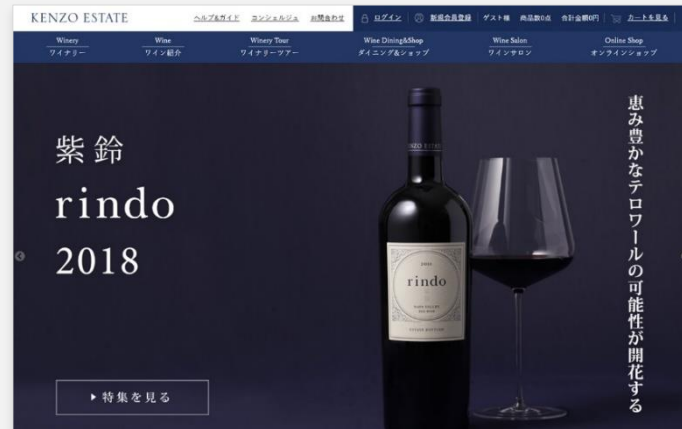 KENZO ESTATE
ヘルプ&ガイド コンシェルジュ お問合わせ
ログイン 新規会員登録 ゲスト様 商品数0点 合計金額0円 カートを見る
Winery Wine Winery Tour Wine Dining&Shop Wine Salon Online Shop
ワイナリー ワイン紹介 ワイナリーツアー ダイニング&ショップ ワインサロン オンラインショップ
紫鈴
rindo
2018
恵み豊かなテロワールの可能性が開花する
KENZO ESTATE
rindo
特集を見る